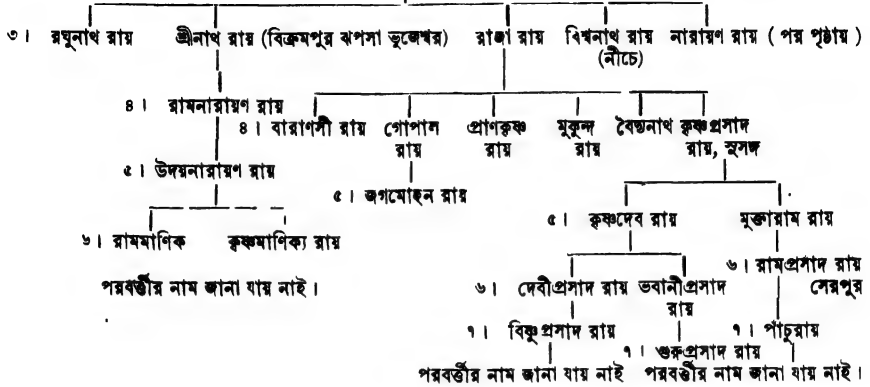 ৩। রঘুনাথ রায় শ্রীনাথ রায় (বিক্রমপুর ঝপসা ভুজেশ্বর) রাজা রায় বিশ্বনাথ রায় নারায়ণ রায় ( পর পৃষ্ঠায় )
(নীচে)
৪। রামনারায়ণ রায়
৪। বারাণসী রায় গোপাল প্রাণকৃষ্ণ মুকুন্দ বৈদ্যনাথ কৃষ্ণপ্রসাদ
রায় রায় রায় রায়, সুসঙ্গ
৫। উদয়নারায়ণ রায়
৫। জগমোহন রায়
৫। কৃষ্ণদেব রায় মুক্তারাম রায়
৬। রামমাণিক কৃষ্ণমাণিক্য রায়
৬। রামপ্রসাদ রায়
সেরপুর
পরবর্ত্তীর নাম জানা যায় নাই।
৬। দেবীপ্রসাদ রায় ভবানীপ্রসাদ
রায়
৭। বিষ্ণুপ্রসাদ রায় ৭। পাঁচুরায়
৭। গুরুপ্রসাদ রায়
পরবর্ত্তীর নাম জানা যায় নাই পরবর্ত্তীর নাম জানা যায় নাই।